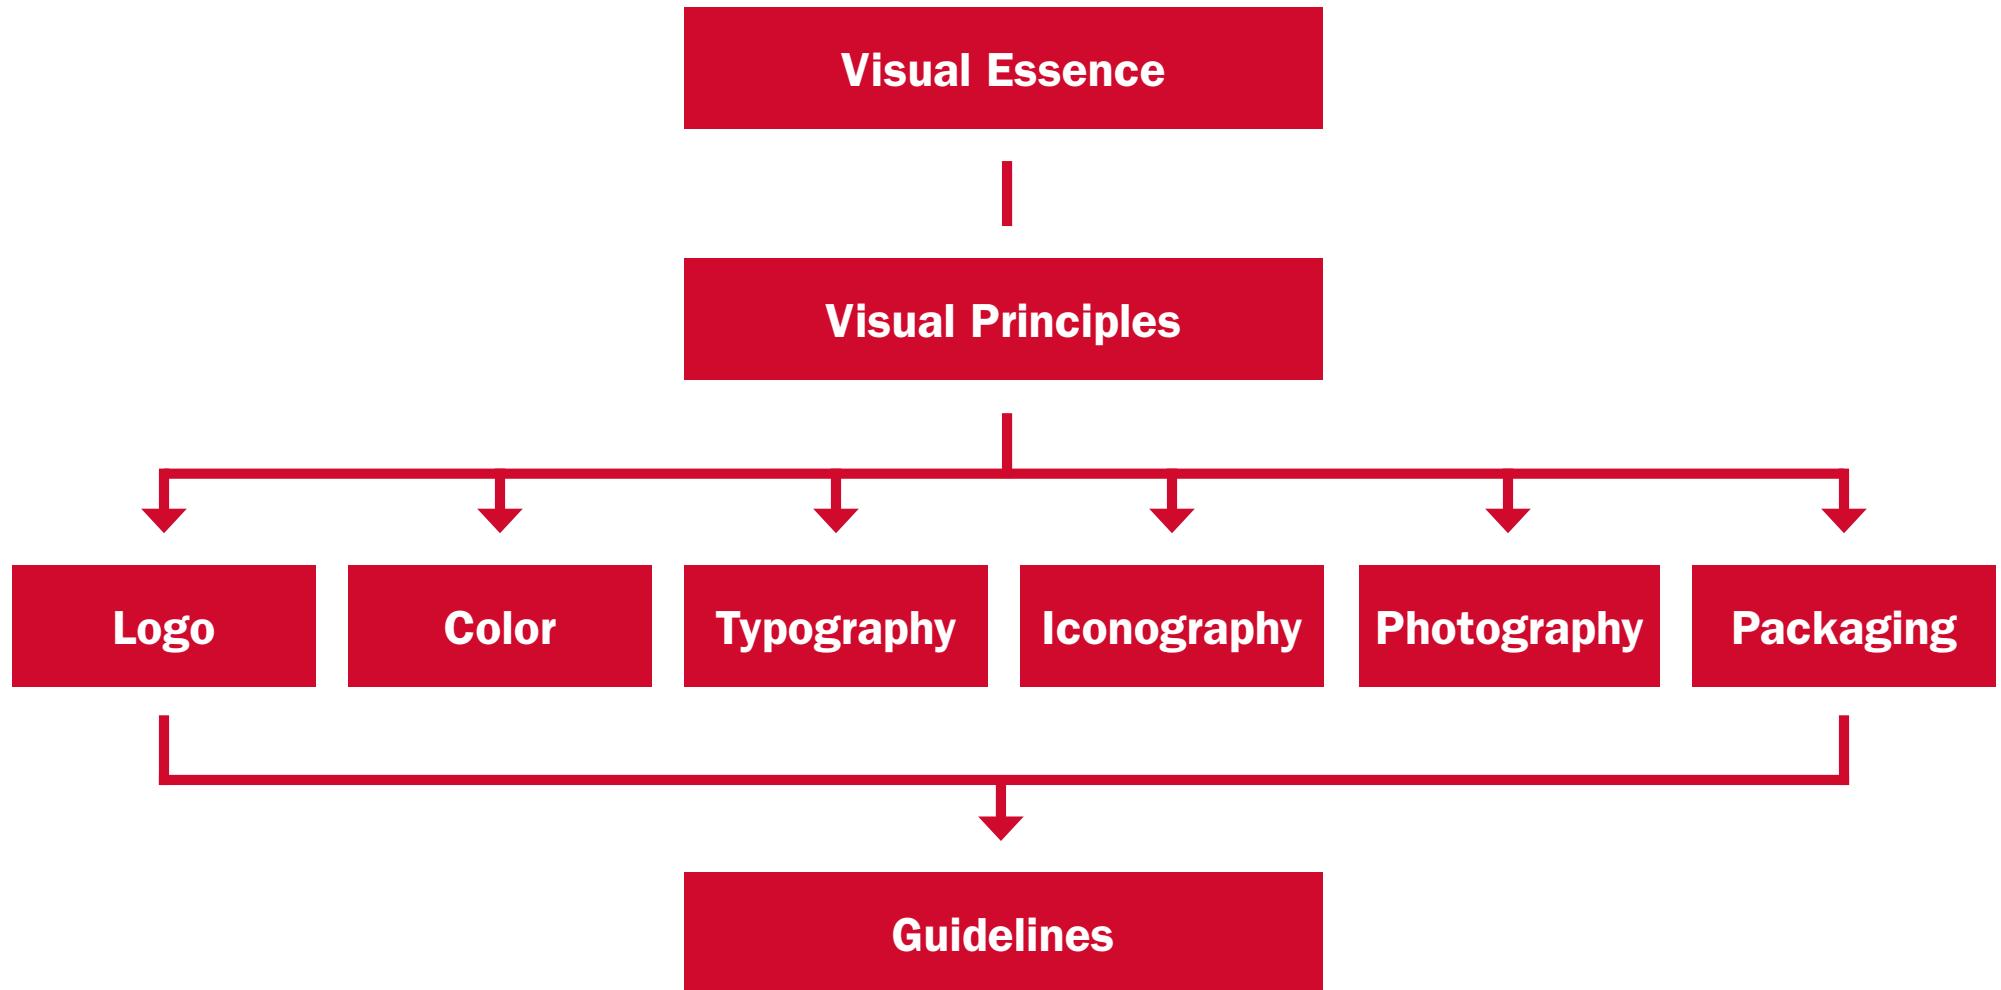 Visual Essence
Visual Principles
Logo
Color
Typography
Iconography
Photography
Packaging
Guidelines